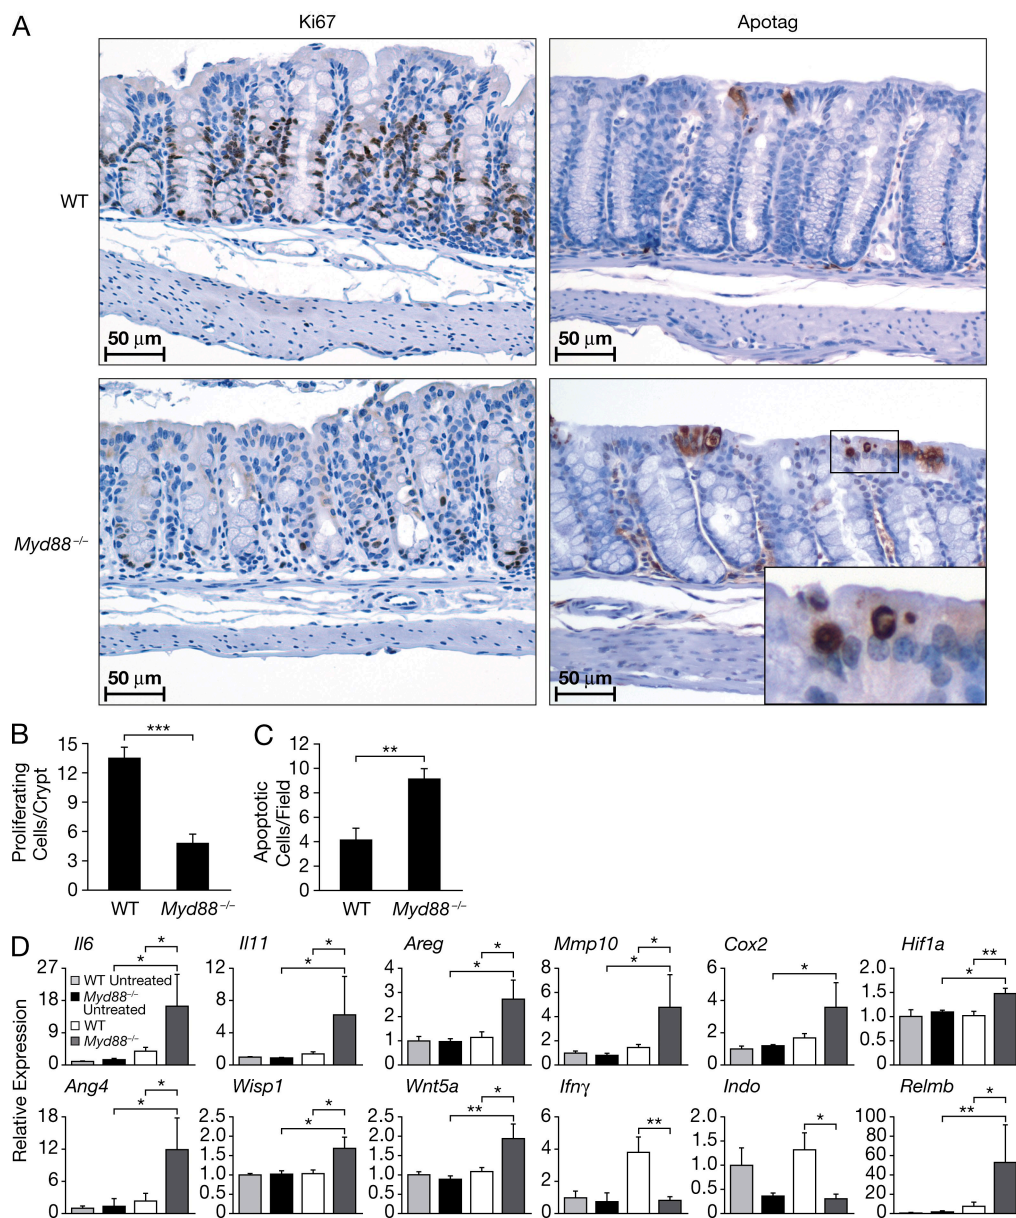 A
Ki67
Apotag
WT
50 μm
50 μm
Myd88−/−
50 μm
50 μm
B
***
15
12
9
6
3
0
Proliferating
Cells/Crypt
WT
Myd88−/−
C
**
12
10
8
6
4
2
0
Apoptotic
Cells/Field
WT
Myd88−/−
D
Relative Expression
Il6
*
*
27
18
9
0
WT Untreated
Myd88−/−
Untreated
WT
Myd88−/−
Il11
*
*
12
8
4
0
Areg
*
*
4
3
2
1
0
Mmp10
*
*
8
6
4
2
0
Cox2
*
6
4
2
0
Hif1a
**
*
2.0
1.5
1.0
0.5
0
Ang4
*
*
18
12
6
0
Wisp1
*
*
2.5
2.0
1.5
1.0
0.5
0
Wnt5a
*
**
2.5
2.0
1.5
1.0
0.5
0
Ifnγ
**
6
4
2
0
Indo
*
2.0
1.5
1.0
0.5
0
Relmb
*
**
100
80
60
40
20
0